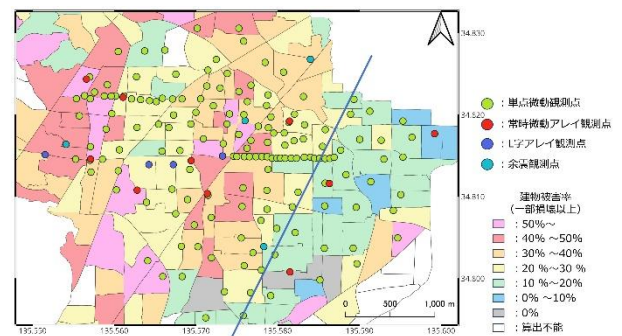 34.830
34.520
34.810
34.800
135.550
135.560
135.570
135.580
135.590
135.600
0 500 1,000 m
：単点微動観測点
：常時微動アレイ観測点
：L字アレイ観測点
：余震観測点
建物被害率
(一部損壊以上)
：50%～
：40%～50%
：30%～40%
：20 %～30 %
：10 %～20%
：0% ～10%
：0%
：算出不能